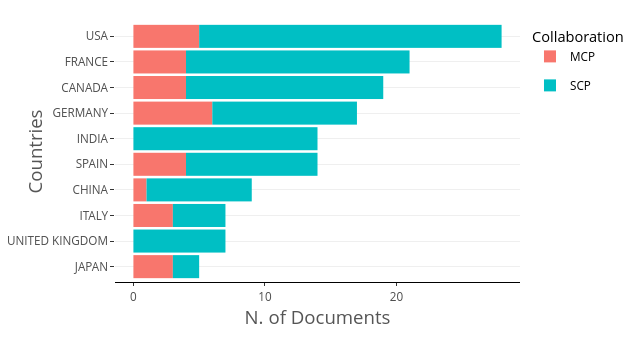 Collaboration
MCP
SCP
Countries
USA
FRANCE
CANADA
GERMANY
INDIA
SPAIN
CHINA
ITALY
UNITED KINGDOM
JAPAN
0 10 20
N. of Documents